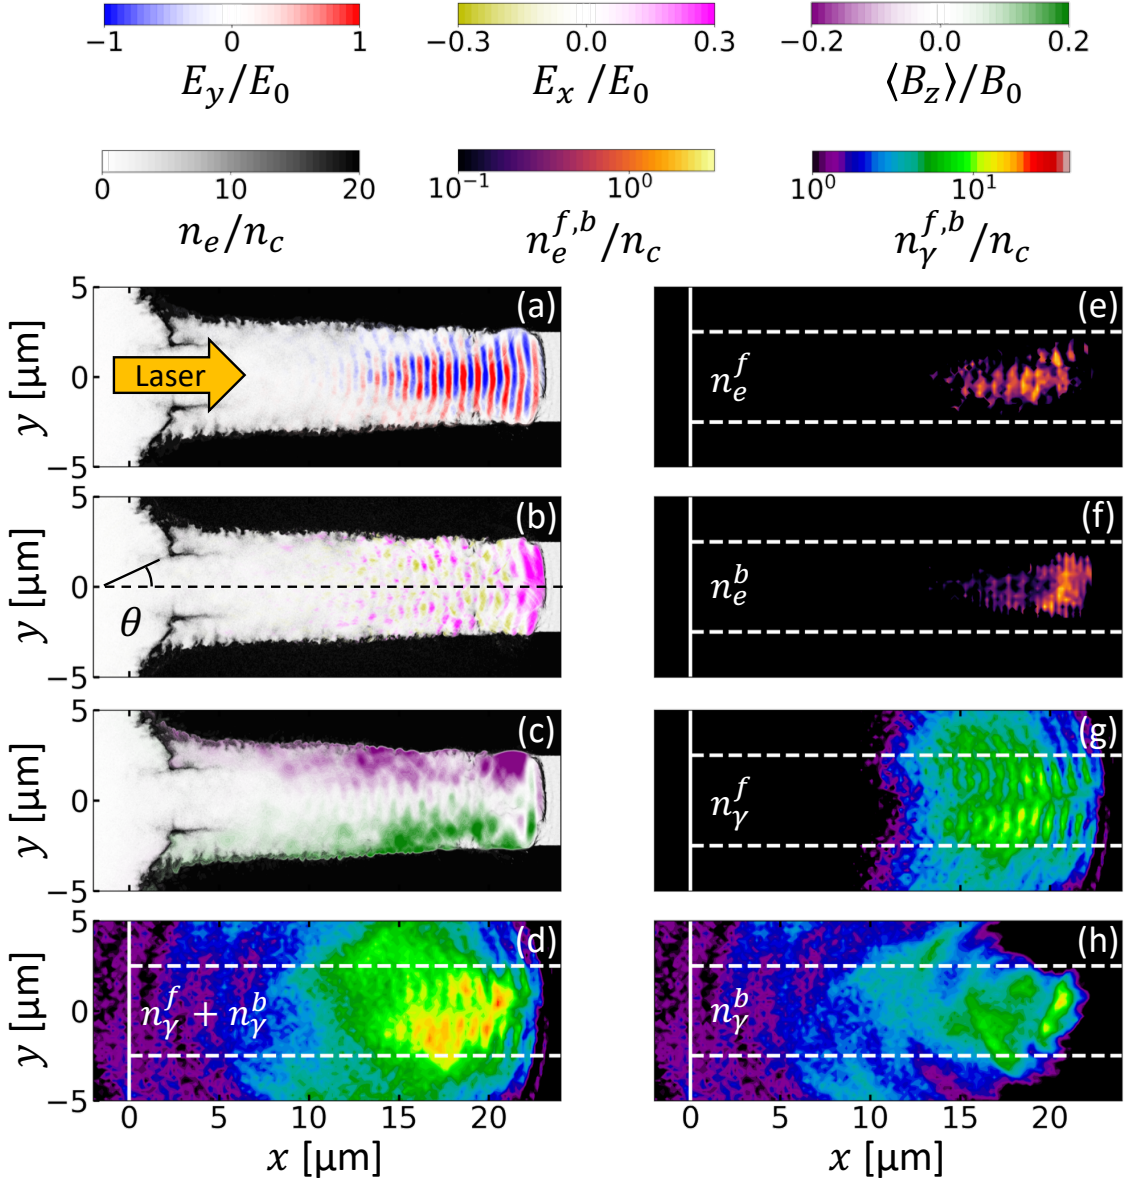 −1 0 1 −0.3 0.0 0.3 −0.2 0.0 0.2
E_y/E_0 E_x/E_0 ⟨B_z⟩/B_0
0 10 20 10^{-1} 10^0 10^0 10^1
n_e/n_c n_e^{f,b}/n_c n_γ^{f,b}/n_c
5 (a) (e)
y [μm] 0 Laser n_e^f
−5
5 (b) (f)
y [μm] 0 θ n_e^b
−5
5 (c) (g)
y [μm] 0 n_γ^f
−5
5 (d) (h)
y [μm] 0 n_γ^f + n_γ^b n_γ^b
−5
0 5 10 15 20 0 5 10 15 20
x [μm] x [μm]